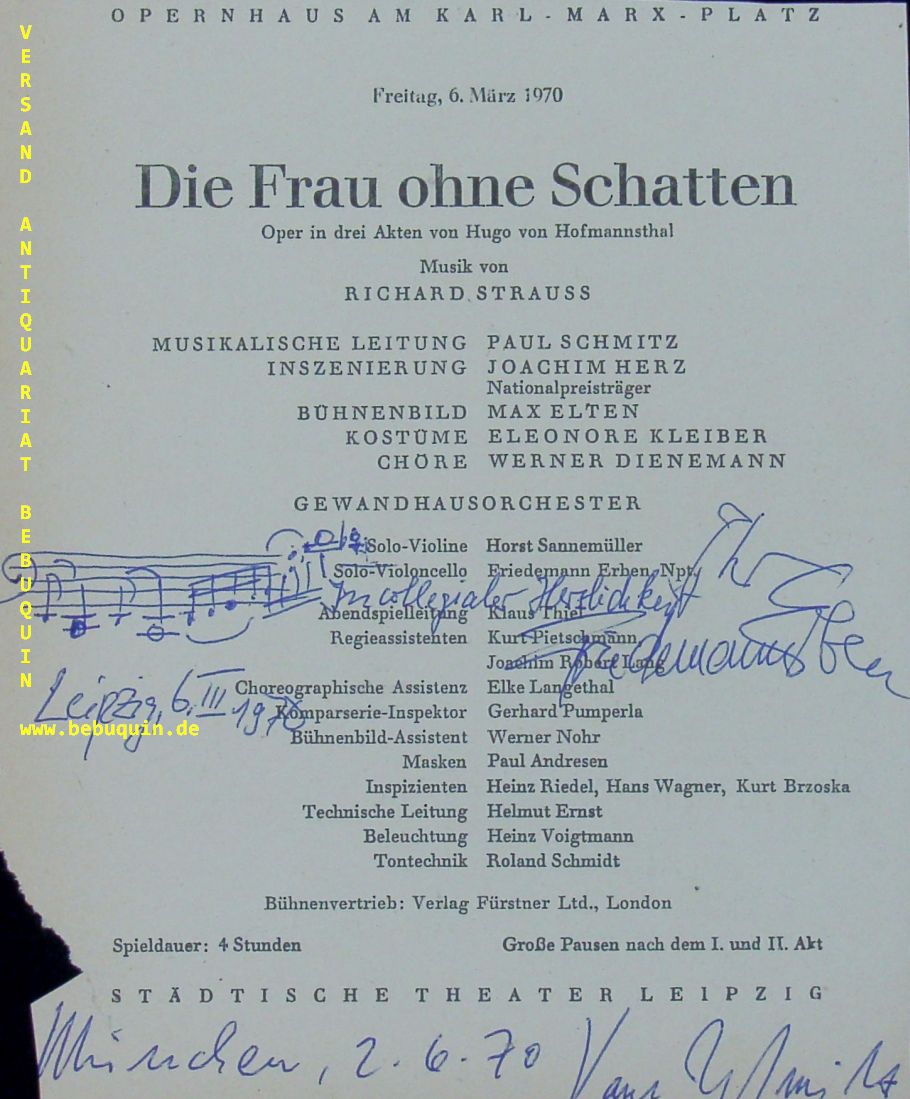 OPERNHAUS AM KARL-MARX-PLATZ
Freitag, 6. März 1970
Die Frau ohne Schatten
Oper in drei Akten von Hugo von Hofmannsthal
Musik von
RICHARD STRAUSS
MUSIKALISCHE LEITUNG PAUL SCHMITZ
INSZENIERUNG JOACHIM HERZ
Nationalpreisträger
BÜHNENBILD MAX ELTEN
KOSTÜME ELEONORE KLEIBER
CHÖRE WERNER DIENEMANN
GEWANDHAUSORCHESTER
Solo-Violine Horst Sannemüller
Solo-Violoncello Friedemann Erben, Npt.
In collegialer Herzlichkeit Ihr
Abendspielleitung Klaus Thiel
Regieassistenten Kurt Pietschmann
Friedemann Erben
Joachim Robert Lang
Leipzig, 6. III 1970
Choreographische Assistenz Elke Langethal
Komparserie-Inspektor Gerhard Pumperla
Bühnenbild-Assistent Werner Nohr
Masken Paul Andresen
Inspizienten Heinz Riedel, Hans Wagner, Kurt Brzoska
Technische Leitung Helmut Ernst
Beleuchtung Heinz Voigtmann
Tontechnik Roland Schmidt
Bühnenvertrieb: Verlag Fürstner Ltd., London
Spieldauer: 4 Stunden Große Pausen nach dem I. und II. Akt
STÄDTISCHE THEATER LEIPZIG
München, 2.6.70 Paul Schmitz
VERSAND ANTIQUARIAT BEBUQUIN
www.bebuquin.de